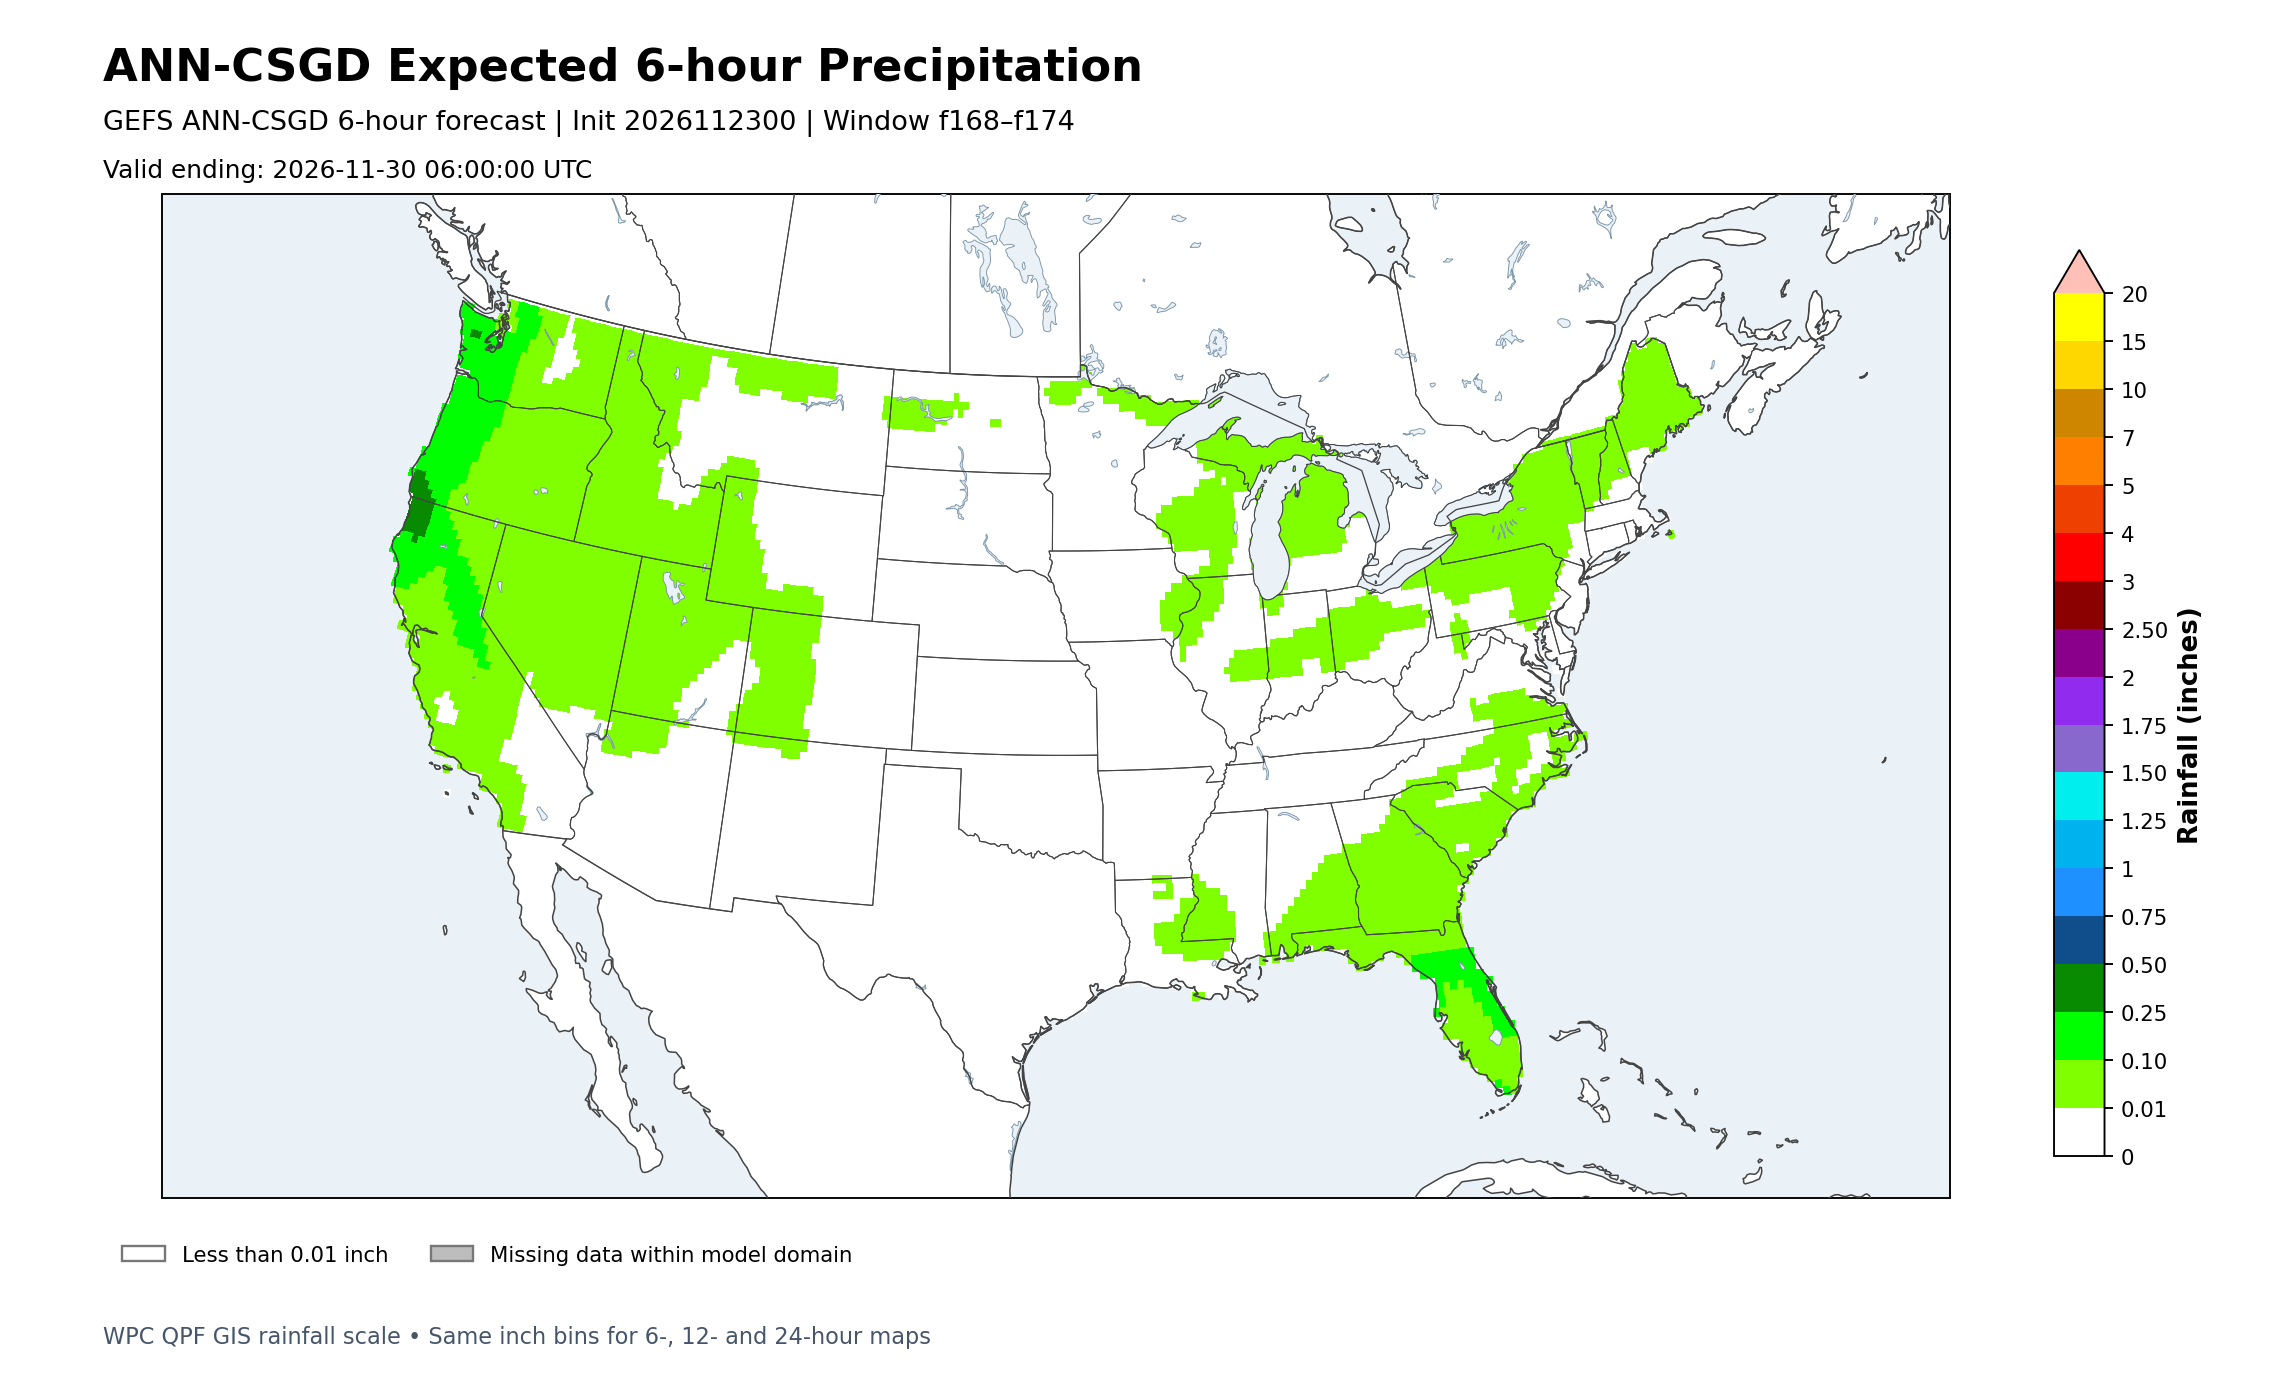 ANN-CSGD Expected 6-hour Precipitation
GEFS ANN-CSGD 6-hour forecast | Init 2026112300 | Window f168–f174
Valid ending: 2026-11-30 06:00:00 UTC
20
15
10
7
5
4
3
2.50
2
1.75
1.50
1.25
1
0.75
0.50
0.25
0.10
0.01
0
Rainfall (inches)
Less than 0.01 inch
Missing data within model domain
WPC QPF GIS rainfall scale • Same inch bins for 6-, 12- and 24-hour maps